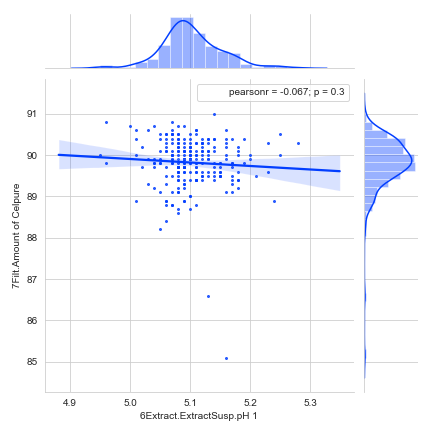 pearsonr = -0.067; p = 0.3
91
90
89
88
87
86
85
7Filt.Amount of Celpure
4.9 5.0 5.1 5.2 5.3
6Extract.ExtractSusp.pH 1